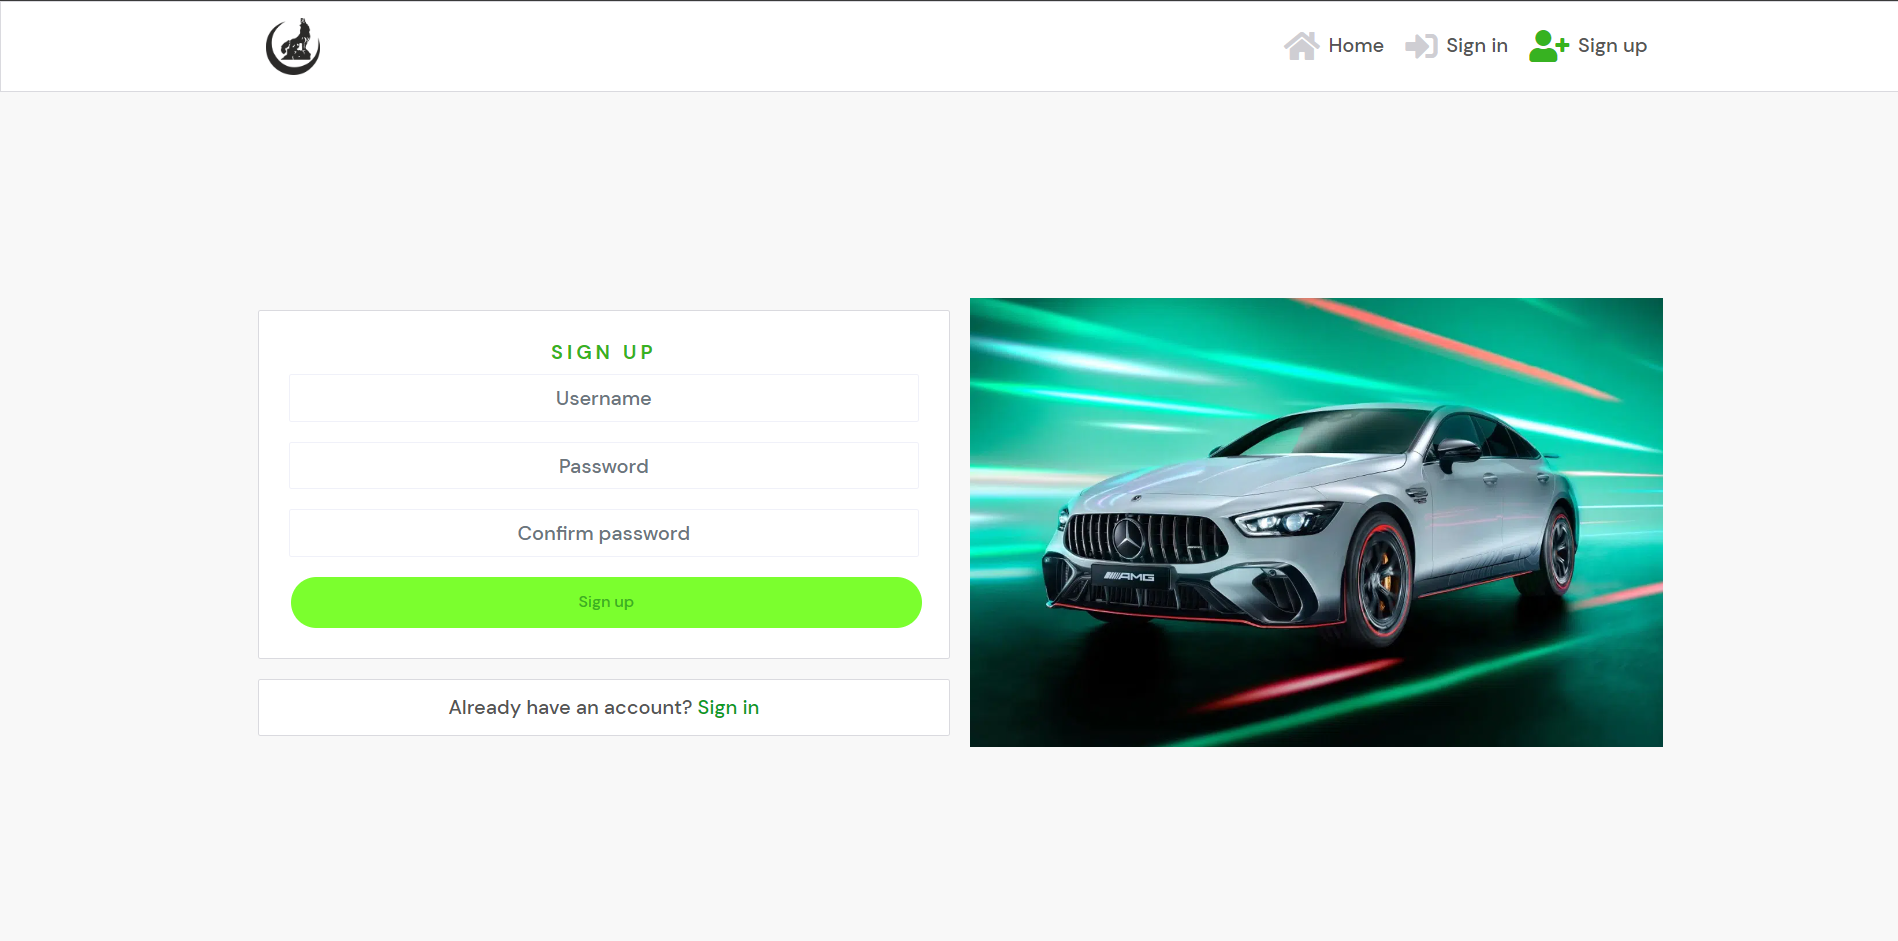 Home
Sign in
Sign up
SIGN UP
Username
Password
Confirm password
Sign up
Already have an account? Sign in
AMG